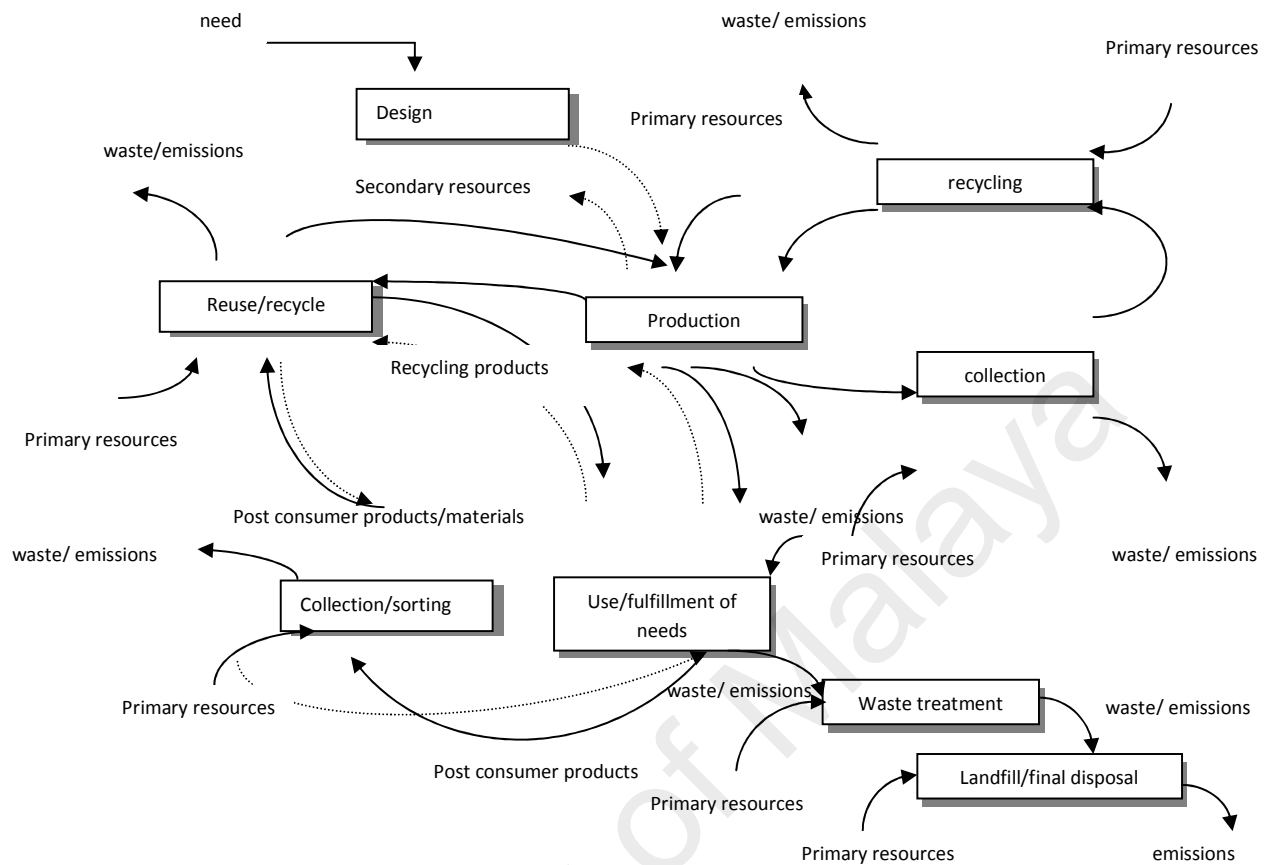 need
waste/ emissions
Primary resources
Design
Primary resources
waste/emissions
Secondary resources
recycling
Reuse/recycle
Production
Recycling products
collection
Primary resources
Post consumer products/materials
waste/ emissions
Primary resources
waste/ emissions
waste/ emissions
Collection/sorting
Use/fulfillment of
needs
waste/ emissions
Primary resources
Waste treatment
waste/ emissions
Post consumer products
Landfill/final disposal
Primary resources
Primary resources
emissions
of Malaya